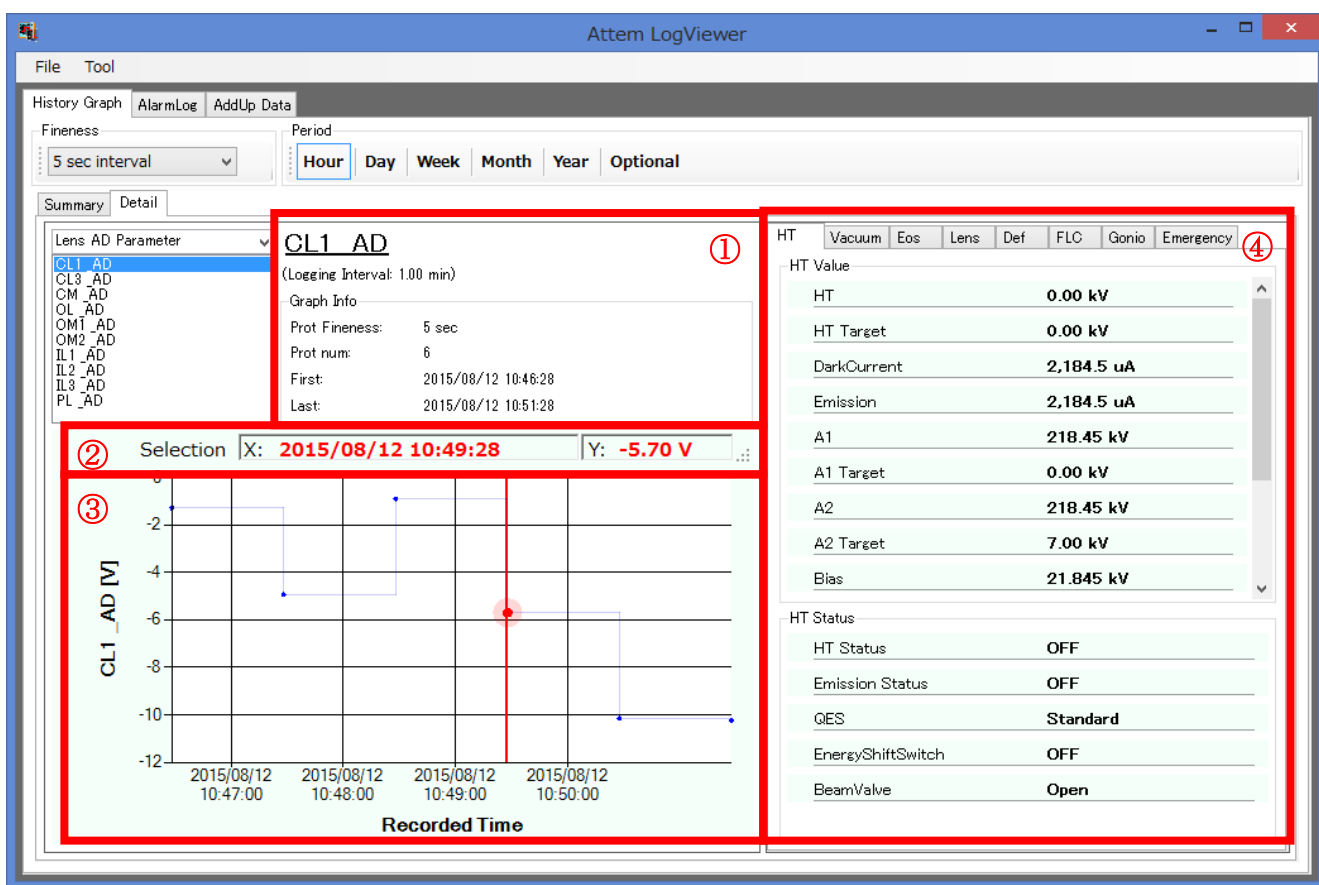 Attem LogViewer
File Tool
History Graph AlarmLog AddUp Data
Fineness
5 sec interval
Period
Hour Day Week Month Year Optional
Summary Detail
Lens AD Parameter
CL1 _AD
CL3 _AD
CM _AD
OL _AD
OM1 _AD
OM2 _AD
IL1 _AD
IL2 _AD
IL3 _AD
PL _AD
CL1 _AD
①
(Logging Interval: 1.00 min)
Graph Info
Prot Fineness: 5 sec
Prot num: 6
First: 2015/08/12 10:46:28
Last: 2015/08/12 10:51:28
② Selection X: 2015/08/12 10:49:28 Y: -5.70 V
③
0
-2
-4
-6
-8
-10
-12
CL1 _AD [V]
2015/08/12 2015/08/12 2015/08/12 2015/08/12
10:47:00 10:48:00 10:49:00 10:50:00
Recorded Time
HT Vacuum Eos Lens Def FLC Gonio Emergency
④
HT Value
HT 0.00 kV
HT Target 0.00 kV
DarkCurrent 2,184.5 uA
Emission 2,184.5 uA
A1 218.45 kV
A1 Target 0.00 kV
A2 218.45 kV
A2 Target 7.00 kV
Bias 21.845 kV
HT Status
HT Status OFF
Emission Status OFF
QES Standard
EnergyShiftSwitch OFF
BeamValve Open